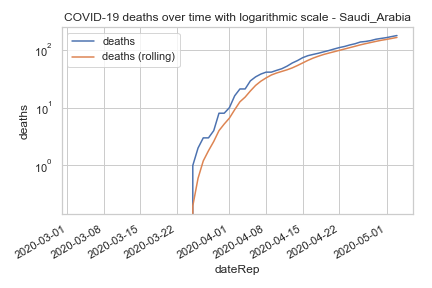 COVID-19 deaths over time with logarithmic scale - Saudi_Arabia
deaths
deaths (rolling)
10²
10¹
10⁰
deaths
2020-03-01
2020-03-08
2020-03-15
2020-03-22
2020-04-01
2020-04-08
2020-04-15
2020-04-22
2020-05-01
dateRep